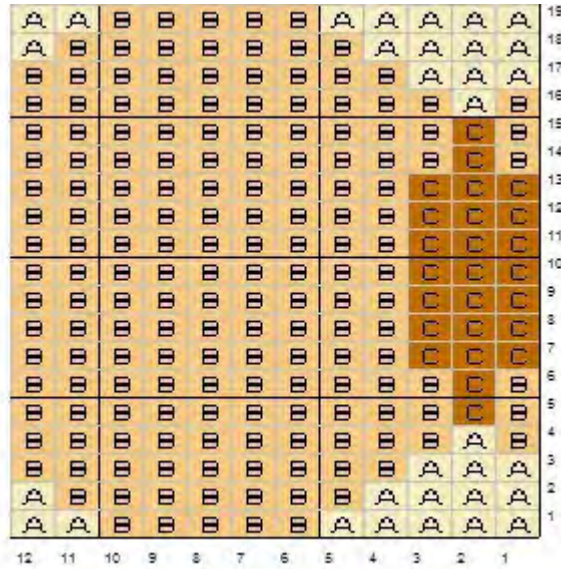 A A B B B B B A A A A A 19
A B B B B B B B A A A A 18
B B B B B B B B B A A A 17
B B B B B B B B B B A B 16
B B B B B B B B B B C B 15
B B B B B B B B B B C B 14
B B B B B B B B B C C C 13
B B B B B B B B B C C C 12
B B B B B B B B B C C C 11
B B B B B B B B B C C C 10
B B B B B B B B B C C C 9
B B B B B B B B B C C C 8
B B B B B B B B B C C C 7
B B B B B B B B B B C B 6
B B B B B B B B B B C B 5
B B B B B B B B B B A B 4
B B B B B B B B B A A A 3
A B B B B B B B A A A A 2
A A B B B B B A A A A A 1
12 11 10 9 8 7 6 5 4 3 2 1